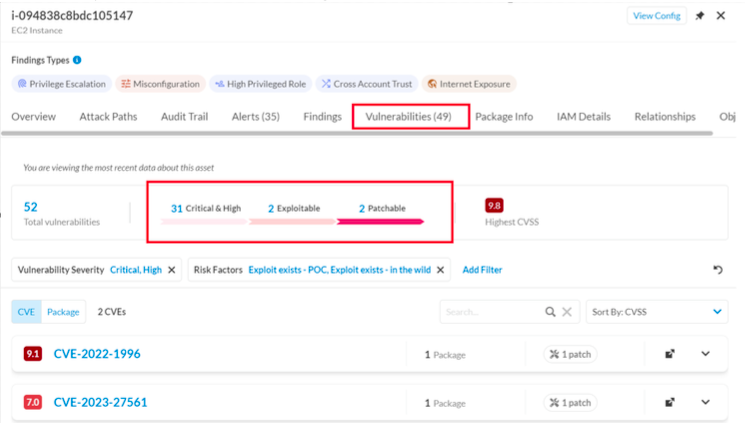 i-094838c8bdc105147
View Config
EC2 Instance
Findings Types
Privilege Escalation Misconfiguration High Privileged Role Cross Account Trust Internet Exposure
Overview Attack Paths Audit Trail Alerts (35) Findings Vulnerabilities (49) Package Info IAM Details Relationships Obj
You are viewing the most recent data about this asset
52
Total vulnerabilities
31 Critical & High 2 Exploitable 2 Patchable
9.8
Highest CVSS
Vulnerability Severity Critical, High Risk Factors Exploit exists - POC, Exploit exists - in the wild Add Filter
CVE Package 2 CVEs Search... Sort By: CVSS
9.1 CVE-2022-1996 1 Package 1 patch
7.0 CVE-2023-27561 1 Package 1 patch